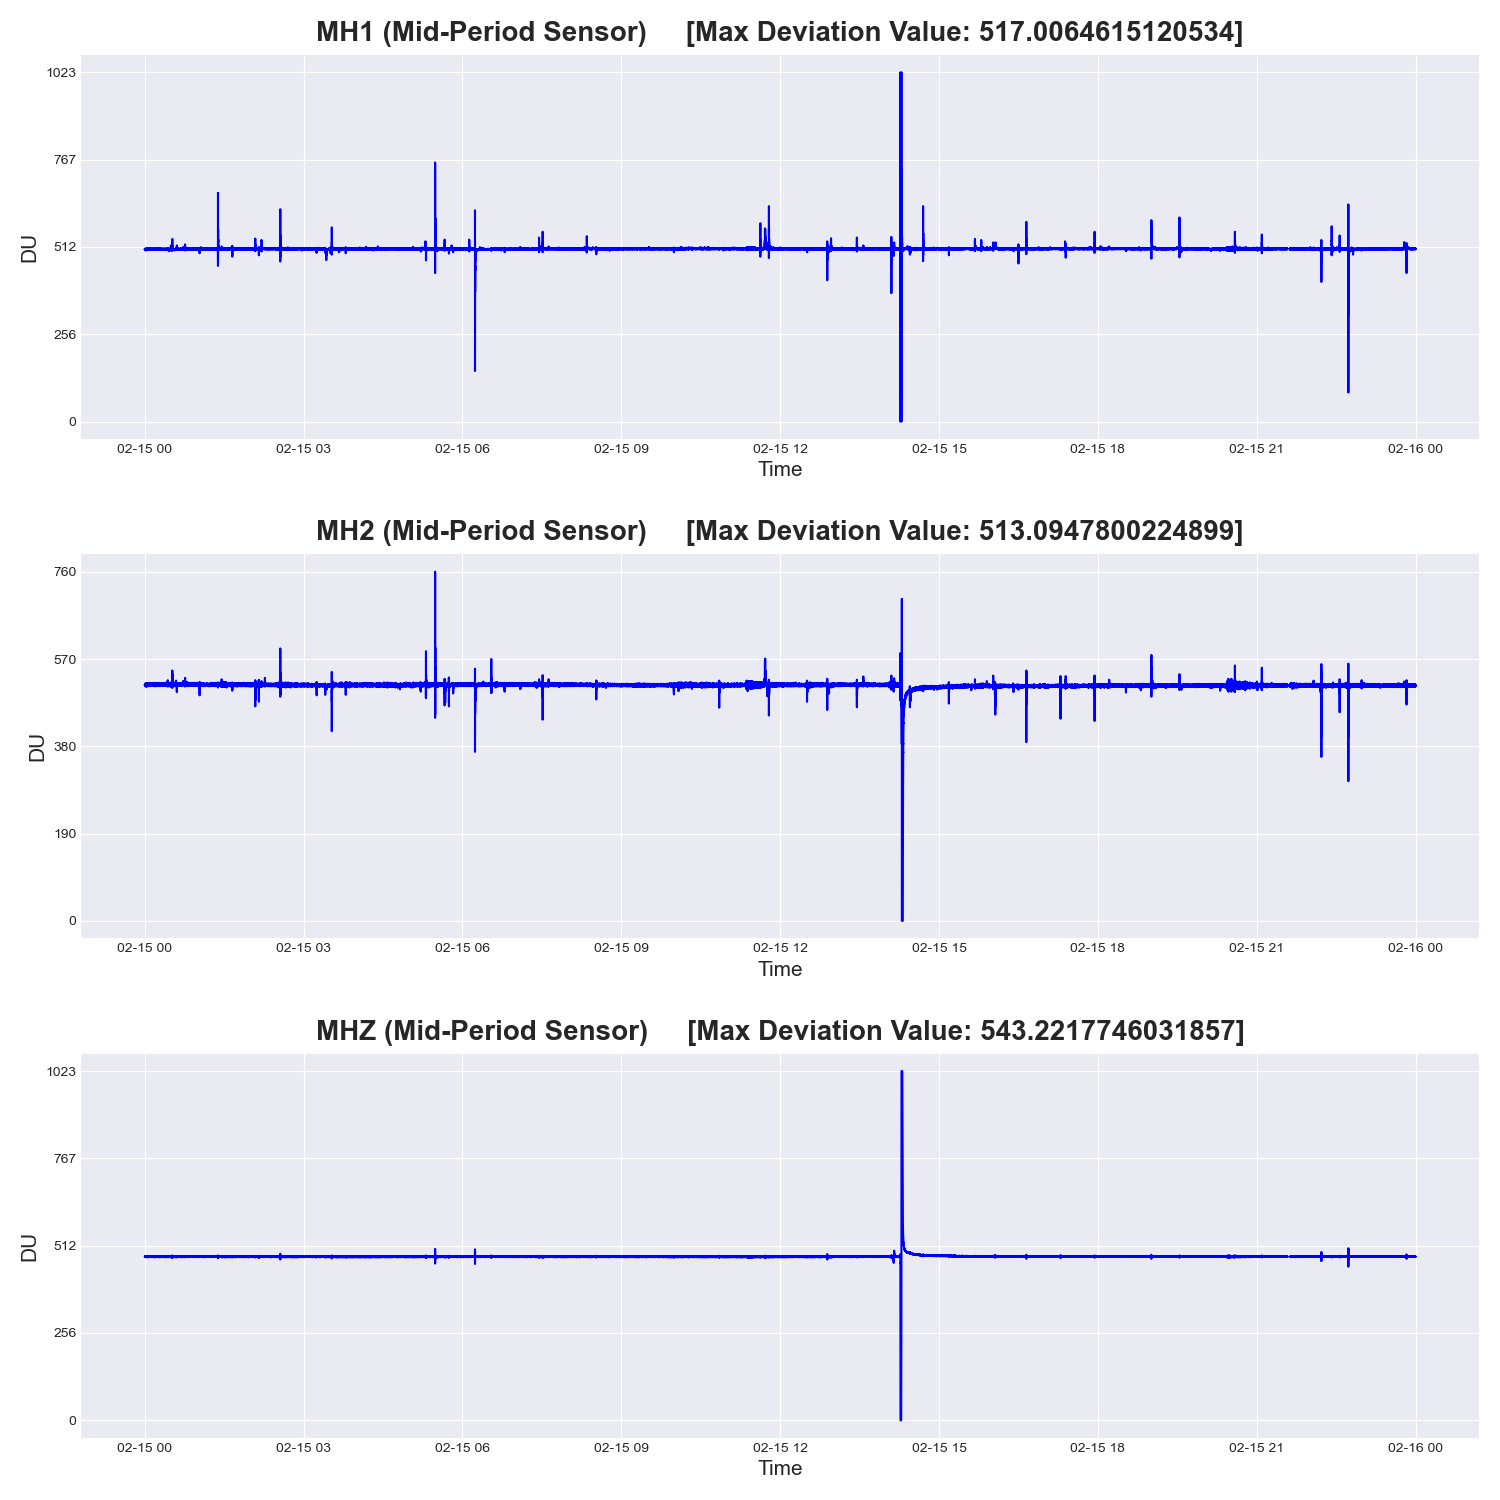 MH1 (Mid-Period Sensor) [Max Deviation Value: 517.0064615120534]
1023
767
512
256
0
DU
02-15 00 02-15 03 02-15 06 02-15 09 02-15 12 02-15 15 02-15 18 02-15 21 02-16 00
Time
MH2 (Mid-Period Sensor) [Max Deviation Value: 513.0947800224899]
760
570
380
190
0
DU
02-15 00 02-15 03 02-15 06 02-15 09 02-15 12 02-15 15 02-15 18 02-15 21 02-16 00
Time
MHZ (Mid-Period Sensor) [Max Deviation Value: 543.2217746031857]
1023
767
512
256
0
DU
02-15 00 02-15 03 02-15 06 02-15 09 02-15 12 02-15 15 02-15 18 02-15 21 02-16 00
Time